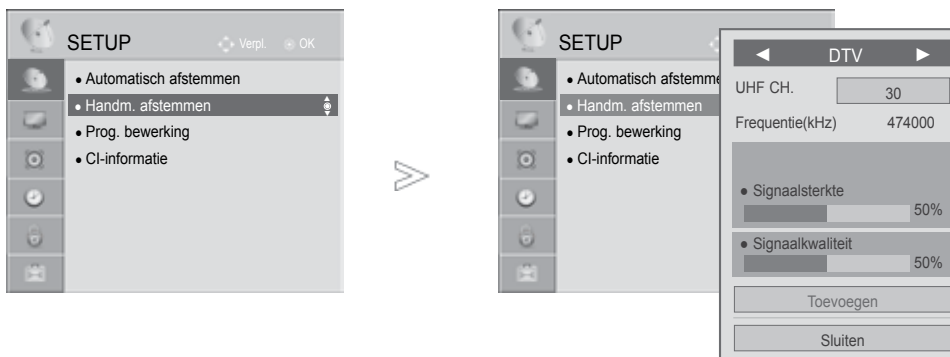 SETUP
Verpl. OK
Automatisch afstemmen
Handm. afstemmen
Prog. bewerking
CI-informatie
SETUP
Automatisch afstemme
Handm. afstemmen
Prog. bewerking
CI-informatie
◄ DTV ►
UHF CH. 30
Frequentie(kHz) 474000
Signaalsterkte
50%
Signaalkwaliteit
50%
Toevoegen
Sluiten